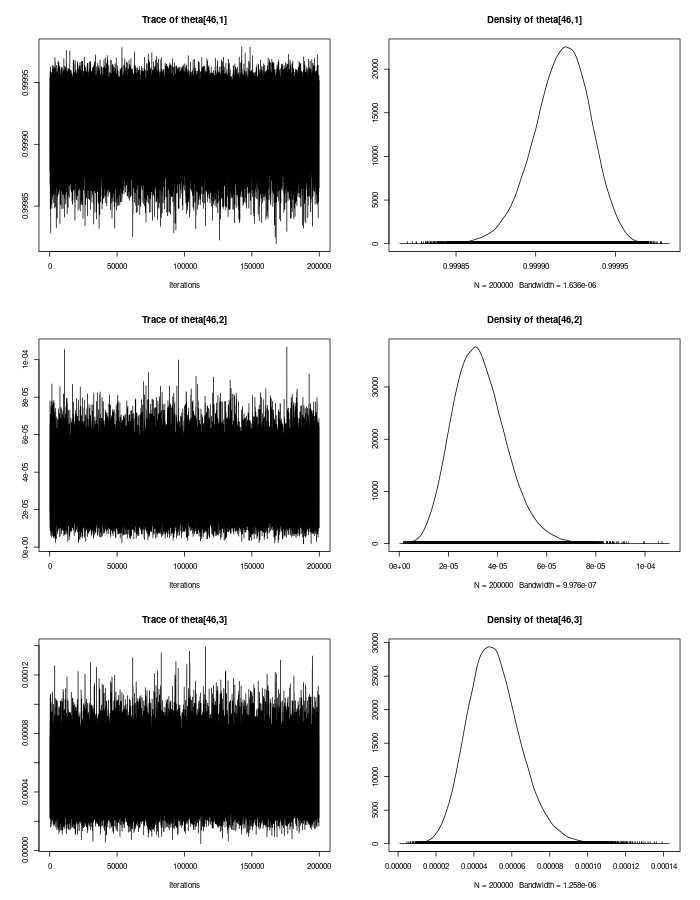 Trace of theta[46,1]
0.99985 0.99990 0.99995
0 50000 100000 150000 200000
Iterations
Density of theta[46,1]
0 5000 10000 15000 20000
0.99985 0.99990 0.99995
N = 200000 Bandwidth = 1.636e-06
Trace of theta[46,2]
0e+00 2e-05 4e-05 6e-05 8e-05 1e-04
0 50000 100000 150000 200000
Iterations
Density of theta[46,2]
0 10000 20000 30000
0e+00 2e-05 4e-05 6e-05 8e-05 1e-04
N = 200000 Bandwidth = 9.976e-07
Trace of theta[46,3]
0.00000 0.00004 0.00008 0.00012
0 50000 100000 150000 200000
Iterations
Density of theta[46,3]
0 5000 10000 15000 20000 25000 30000
0.00000 0.00002 0.00004 0.00006 0.00008 0.00010 0.00012 0.00014
N = 200000 Bandwidth = 1.258e-06